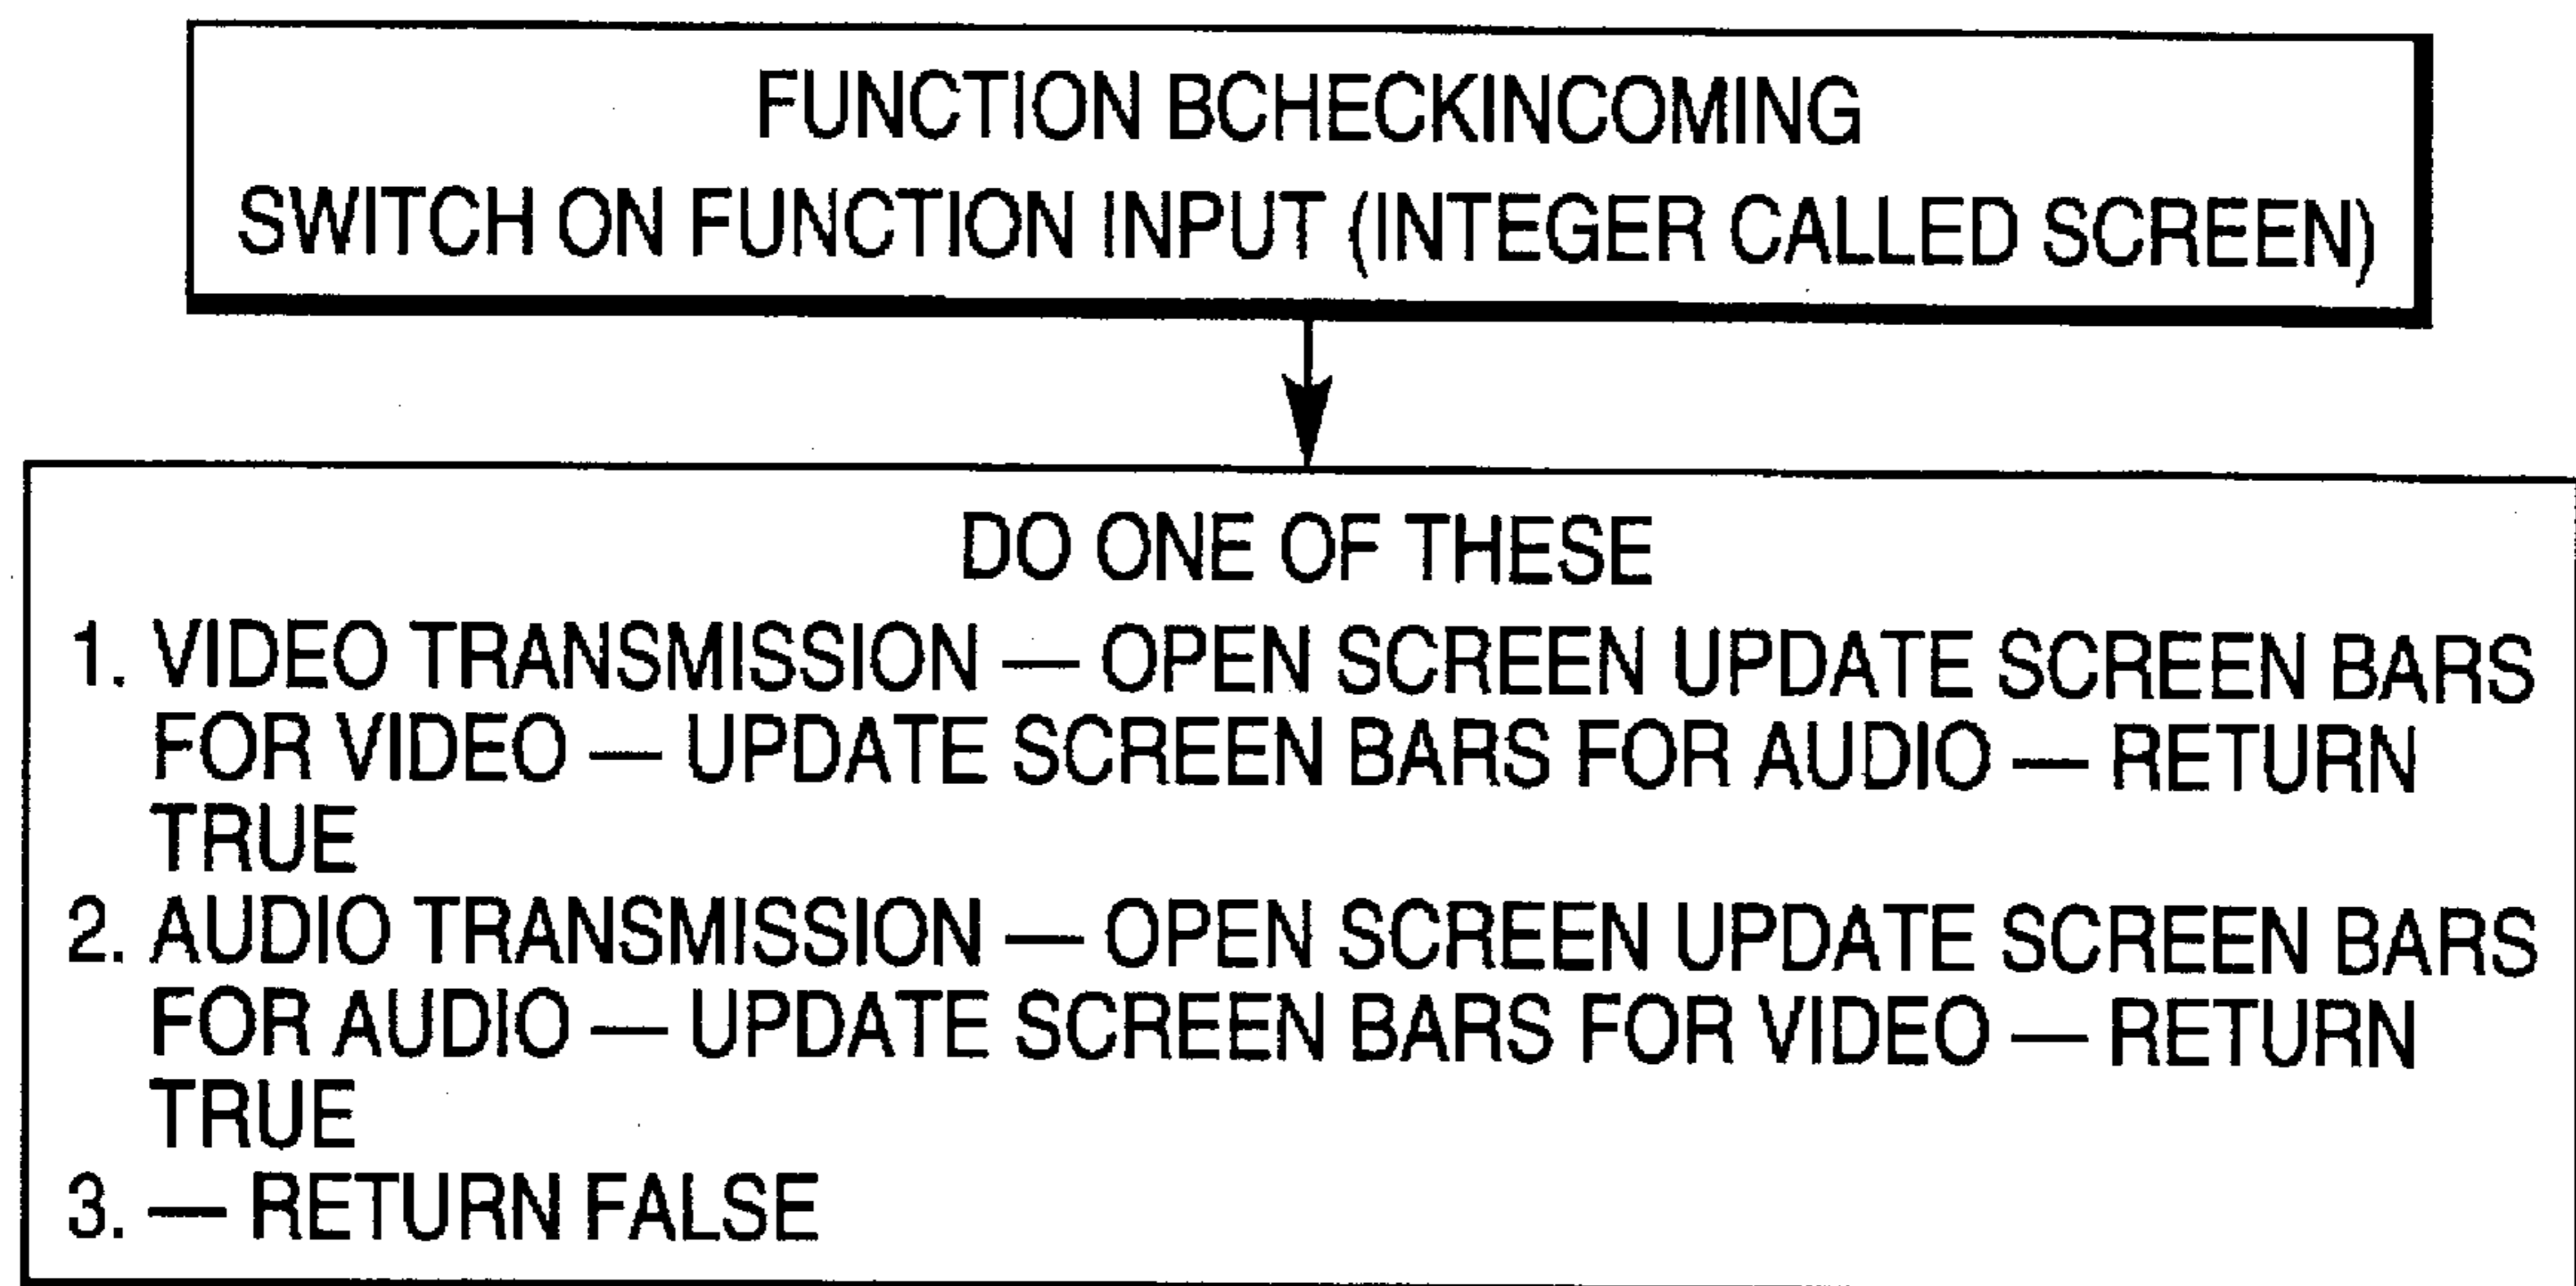 FUNCTION BCHECKINCOMING
SWITCH ON FUNCTION INPUT (INTEGER CALLED SCREEN)
DO ONE OF THESE
1. VIDEO TRANSMISSION — OPEN SCREEN UPDATE SCREEN BARS
FOR VIDEO — UPDATE SCREEN BARS FOR AUDIO — RETURN
TRUE
2. AUDIO TRANSMISSION — OPEN SCREEN UPDATE SCREEN BARS
FOR AUDIO — UPDATE SCREEN BARS FOR VIDEO — RETURN
TRUE
3. — RETURN FALSE